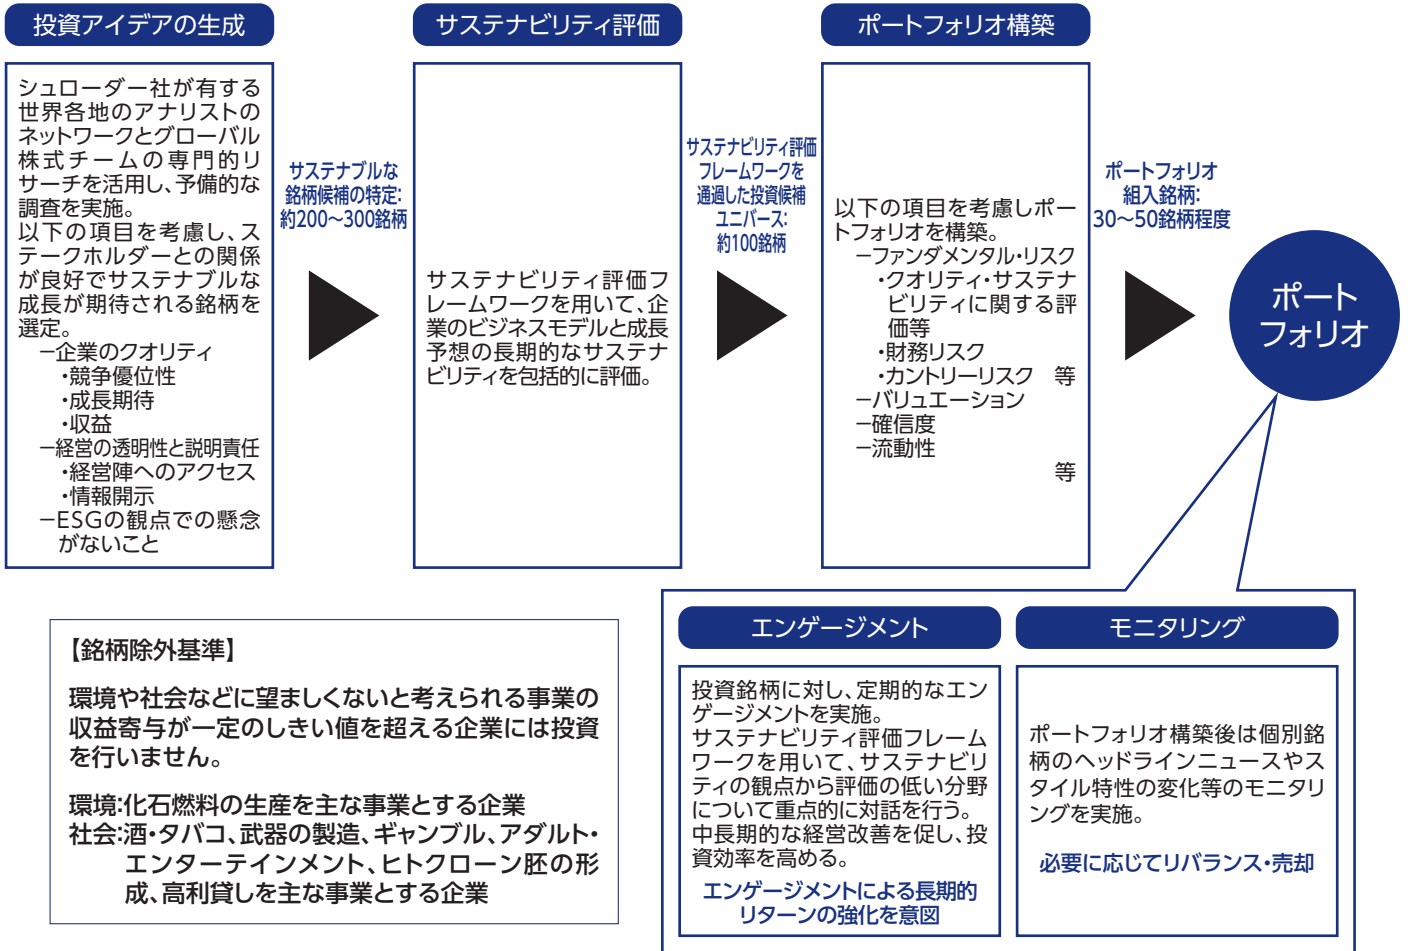 投資アイデアの生成
シュローダー社が有する
世界各地のアナリストの
ネットワークとグローバル
株式チームの専門的リ
サーチを活用し、予備的な
調査を実施。
以下の項目を考慮し、ス
テークホルダーとの関係
が良好でサステナブルな
成長が期待される銘柄を
選定。
－企業のクオリティ
・競争優位性
・成長期待
・収益
－経営の透明性と説明責任
・経営陣へのアクセス
・情報開示
－ESGの観点での懸念
がないこと
サステナブルな
銘柄候補の特定:
約200～300銘柄
サステナビリティ評価
サステナビリティ評価フ
レームワークを用いて、企
業のビジネスモデルと成長
予想の長期的なサステナ
ビリティを包括的に評価。
サステナビリティ評価
フレームワークを
通過した投資候補
ユニバース:
約100銘柄
ポートフォリオ構築
以下の項目を考慮しポー
トフォリオを構築。
－ファンダメンタル・リスク
・クオリティ・サステナ
ビリティに関する評
価等
・財務リスク
・カントリーリスク 等
－バリュエーション
－確信度
－流動性
等
ポートフォリオ
組入銘柄:
30～50銘柄程度
ポート
フォリオ
【銘柄除外基準】
環境や社会などに望ましくないと考えられる事業の
収益寄与が一定のしきい値を超える企業には投資
を行いません。
環境:化石燃料の生産を主な事業とする企業
社会:酒・タバコ、武器の製造、ギャンブル、アダルト・
エンターテインメント、ヒトクローン胚の形
成、高利貸しを主な事業とする企業
エンゲージメント
投資銘柄に対し、定期的なエン
ゲージメントを実施。
サステナビリティ評価フレーム
ワークを用いて、サステナビリ
ティの観点から評価の低い分野
について重点的に対話を行う。
中長期的な経営改善を促し、投
資効率を高める。
エンゲージメントによる長期的
リターンの強化を意図
モニタリング
ポートフォリオ構築後は個別銘
柄のヘッドラインニュースやス
タイル特性の変化等のモニタリ
ングを実施。
必要に応じてリバランス・売却